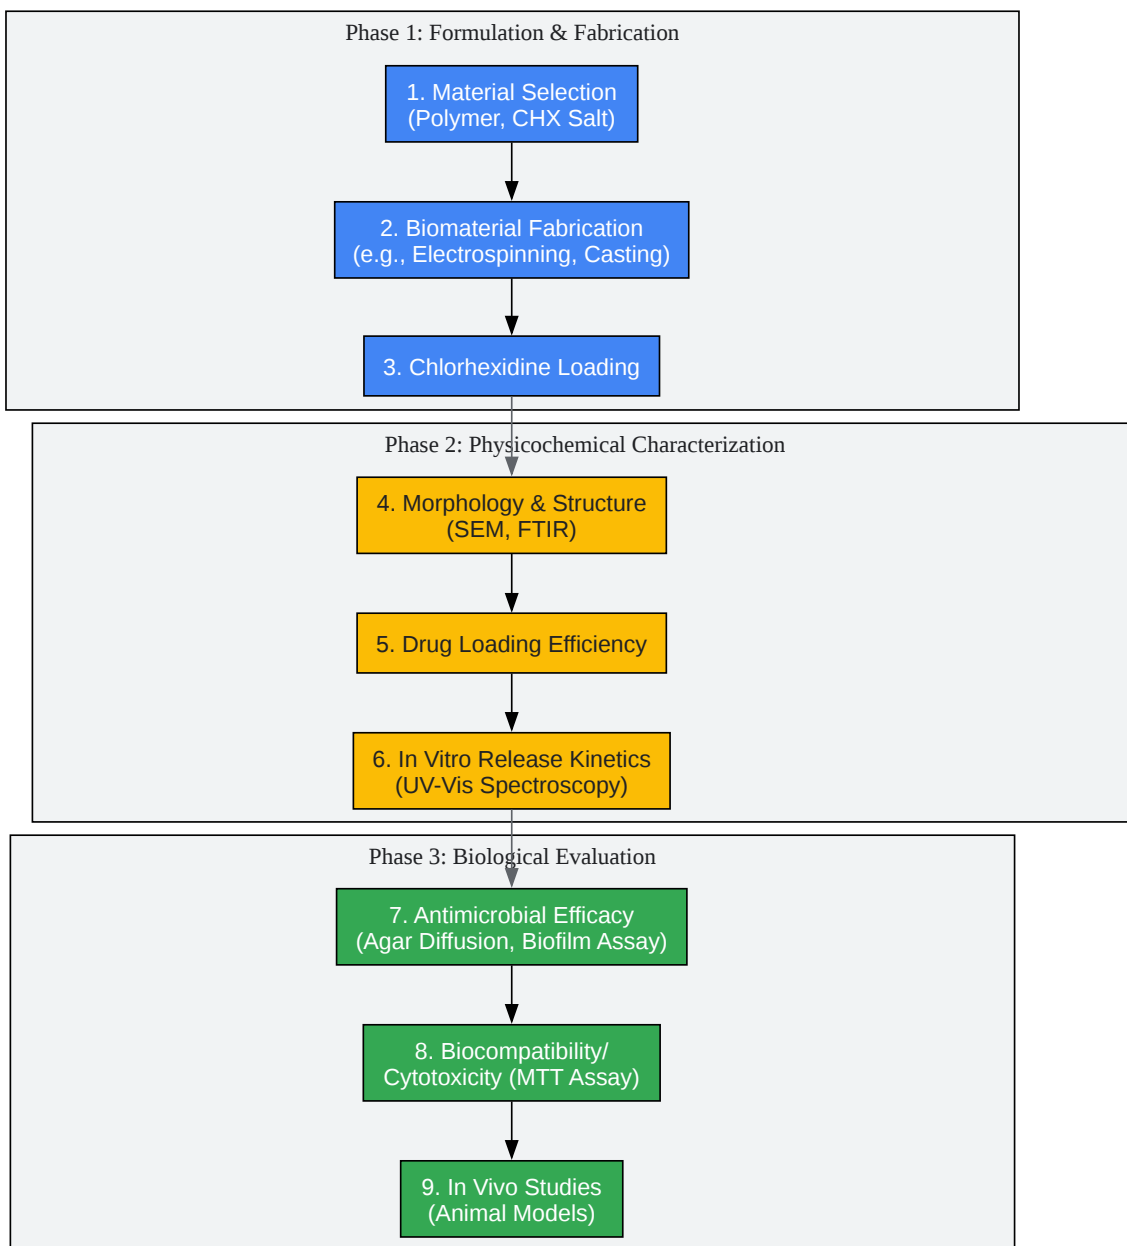 Phase 1: Formulation & Fabrication
1. Material Selection
(Polymer, CHX Salt)
2. Biomaterial Fabrication
(e.g., Electrospinning, Casting)
3. Chlorhexidine Loading
Phase 2: Physicochemical Characterization
4. Morphology & Structure
(SEM, FTIR)
5. Drug Loading Efficiency
6. In Vitro Release Kinetics
(UV-Vis Spectroscopy)
Phase 3: Biological Evaluation
7. Antimicrobial Efficacy
(Agar Diffusion, Biofilm Assay)
8. Biocompatibility/
Cytotoxicity (MTT Assay)
9. In Vivo Studies
(Animal Models)